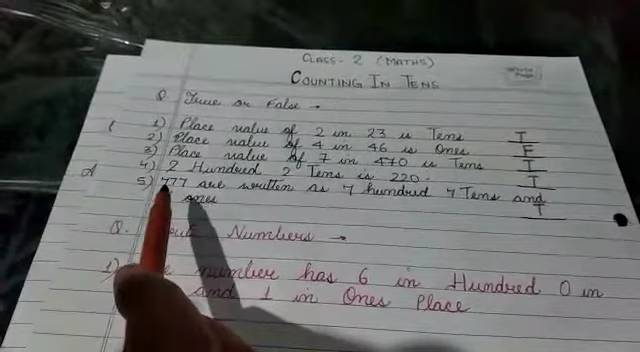 CLASS - 2 (MATHS)
COUNTING IN TENS
Q True or False →
1) Place value of 2 in 23 is Tens T
2) Place value of 4 in 46 is Ones F
3) Place value of 7 in 470 is Tens T
4) 2 Hundred 2 Tens is 220. T
5) 777 are written as 7 hundred 7 Tens and
ones T
Q. Numbers →
1) number has 6 in Hundred 0 in
and 1 in Ones Place